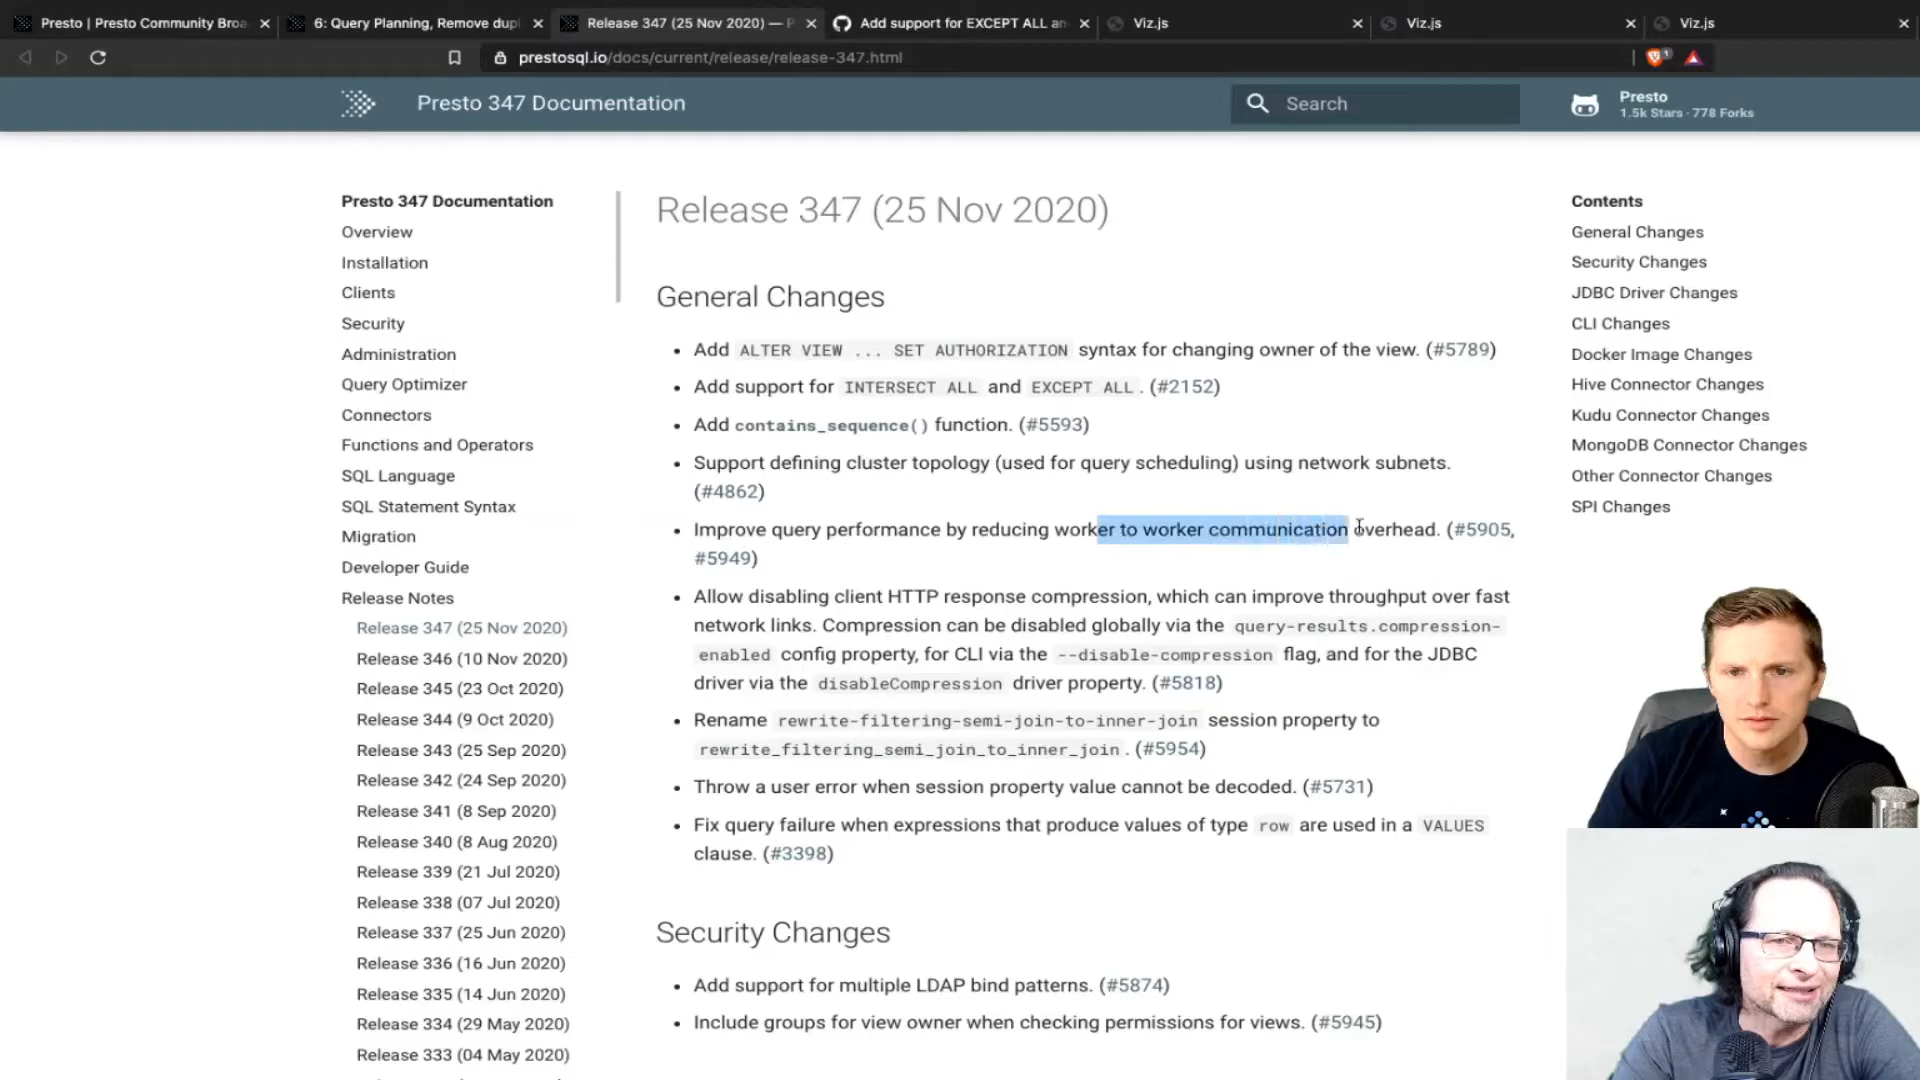 Presto | Presto Community Broa
6: Query Planning, Remove dup
Release 347 (25 Nov 2020) — P
Add support for EXCEPT ALL an
Viz.js
Viz.js
Viz.js
prestosql.io/docs/current/release/release-347.html
1
Presto 347 Documentation
Search
Presto
1.5k Stars · 778 Forks
Presto 347 Documentation
Overview
Installation
Clients
Security
Administration
Query Optimizer
Connectors
Functions and Operators
SQL Language
SQL Statement Syntax
Migration
Developer Guide
Release Notes
Release 347 (25 Nov 2020)
Release 346 (10 Nov 2020)
Release 345 (23 Oct 2020)
Release 344 (9 Oct 2020)
Release 343 (25 Sep 2020)
Release 342 (24 Sep 2020)
Release 341 (8 Sep 2020)
Release 340 (8 Aug 2020)
Release 339 (21 Jul 2020)
Release 338 (07 Jul 2020)
Release 337 (25 Jun 2020)
Release 336 (16 Jun 2020)
Release 335 (14 Jun 2020)
Release 334 (29 May 2020)
Release 333 (04 May 2020)
Release 347 (25 Nov 2020)
General Changes
• Add ALTER VIEW ... SET AUTHORIZATION syntax for changing owner of the view. (#5789)
• Add support for INTERSECT ALL and EXCEPT ALL. (#2152)
• Add contains_sequence() function. (#5593)
• Support defining cluster topology (used for query scheduling) using network subnets.
(#4862)
• Improve query performance by reducing worker to worker communication overhead. (#5905,
#5949)
• Allow disabling client HTTP response compression, which can improve throughput over fast
network links. Compression can be disabled globally via the query-results.compression-
enabled config property, for CLI via the --disable-compression flag, and for the JDBC
driver via the disableCompression driver property. (#5818)
• Rename rewrite-filtering-semi-join-to-inner-join session property to
rewrite_filtering_semi_join_to_inner_join. (#5954)
• Throw a user error when session property value cannot be decoded. (#5731)
• Fix query failure when expressions that produce values of type row are used in a VALUES
clause. (#3398)
Security Changes
• Add support for multiple LDAP bind patterns. (#5874)
• Include groups for view owner when checking permissions for views. (#5945)
Contents
General Changes
Security Changes
JDBC Driver Changes
CLI Changes
Docker Image Changes
Hive Connector Changes
Kudu Connector Changes
MongoDB Connector Changes
Other Connector Changes
SPI Changes